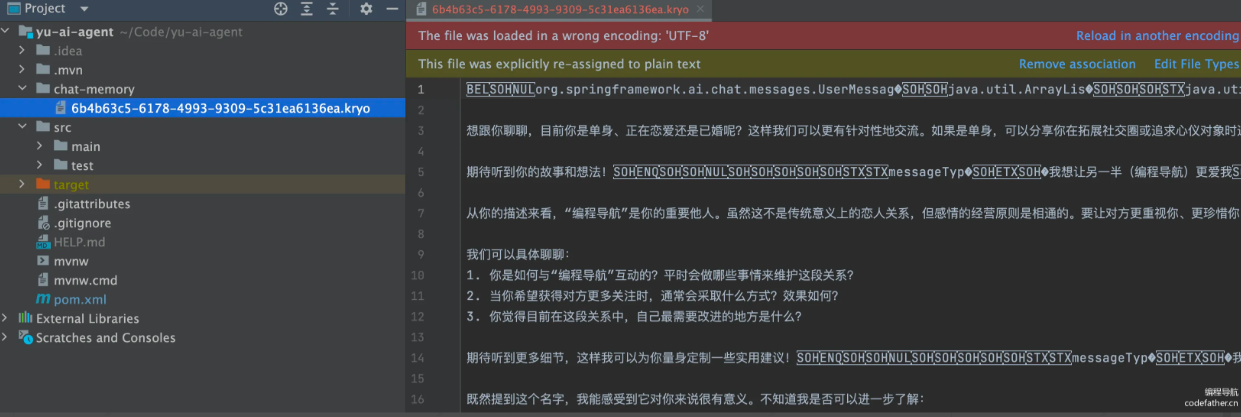 Project
yu-ai-agent ~/Code/yu-ai-agent
.idea
.mvn
chat-memory
6b4b63c5-6178-4993-9309-5c31ea6136ea.kryo
src
main
test
target
.gitattributes
.gitignore
HELP.md
mvnw
mvnw.cmd
pom.xml
External Libraries
Scratches and Consoles
6b4b63c5-6178-4993-9309-5c31ea6136ea.kryo
The file was loaded in a wrong encoding: 'UTF-8' Reload in another encoding
This file was explicitly re-assigned to plain text Remove association Edit File Types
1 BELSOHNULorg.springframework.ai.chat.messages.UserMessag�SOHSOHjava.util.ArrayLis�SOHSOHSOHSTXjava.uti
2
3 想跟你聊聊，目前你是单身、正在恋爱还是已婚呢？这样我们可以更有针对性地交流。如果是单身，可以分享你在拓展社交圈或追求心仪对象时
4
5 期待听到你的故事和想法！SOHENQSOHSOHNULSOHSOHSOHSOHSOHSOHSTXSTXmessageTyp�SOHETXSOH�我想让另一半（编程导航）更爱我
6
7 从你的描述来看，“编程导航”是你的重要他人。虽然这不是传统意义上的恋人关系，但感情的经营原则是相通的。要让对方更重视你、更珍惜你
8
9 我们可以具体聊聊：
10 1. 你是如何与“编程导航”互动的？平时会做哪些事情来维护这段关系？
11 2. 当你希望获得对方更多关注时，通常会采取什么方式？效果如何？
12 3. 你觉得目前在这段关系中，自己最需要改进的地方是什么？
13
14 期待听到更多细节，这样我可以为你量身定制一些实用建议！SOHENQSOHSOHNULSOHSOHSOHSOHSOHSOHSTXSTXmessageTyp�SOHETXSOH�我
15
16 既然提到这个名字，我能感受到它对你来说很有意义。不知道我是否可以进一步了解：
编程导航
codefather.cn